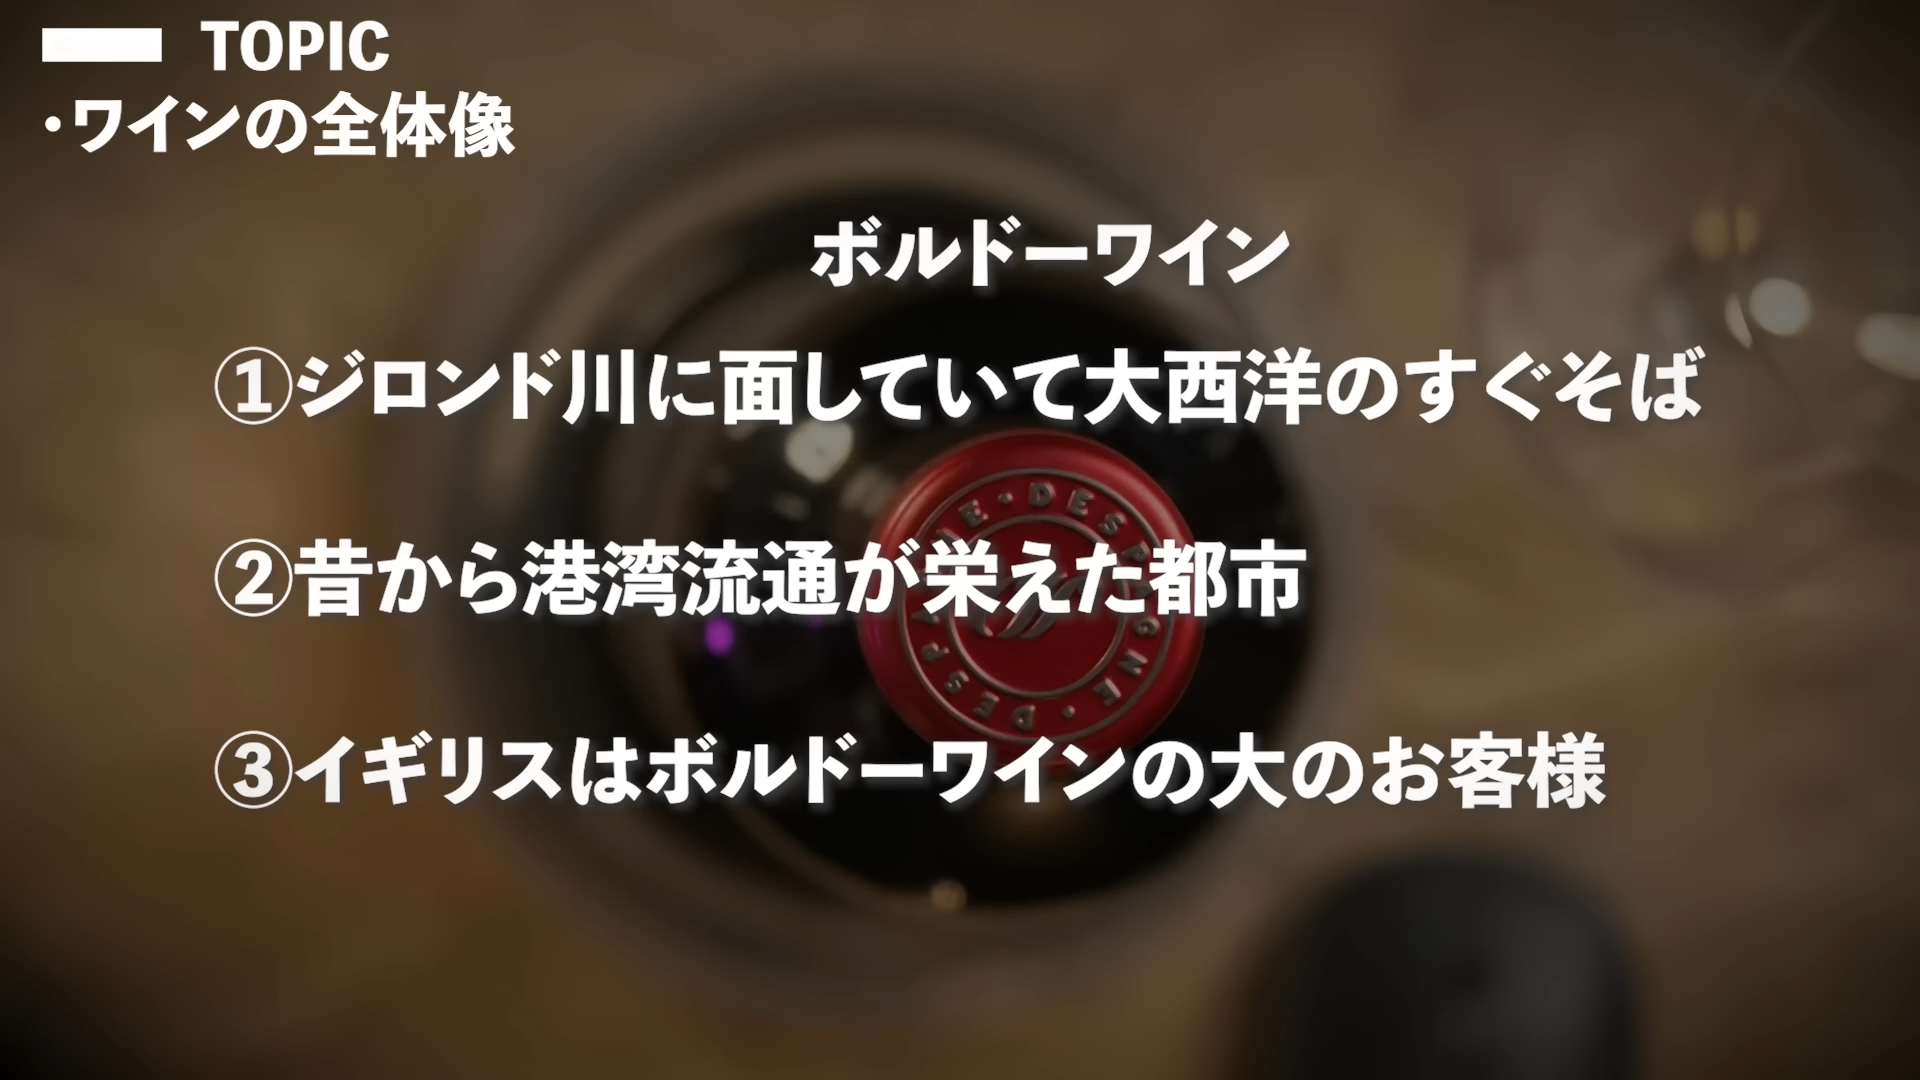 TOPIC
・ワインの全体像
ボルドーワイン
①ジロンド川に面していて大西洋のすぐそば
②昔から港湾流通が栄えた都市
③イギリスはボルドーワインの大のお客様